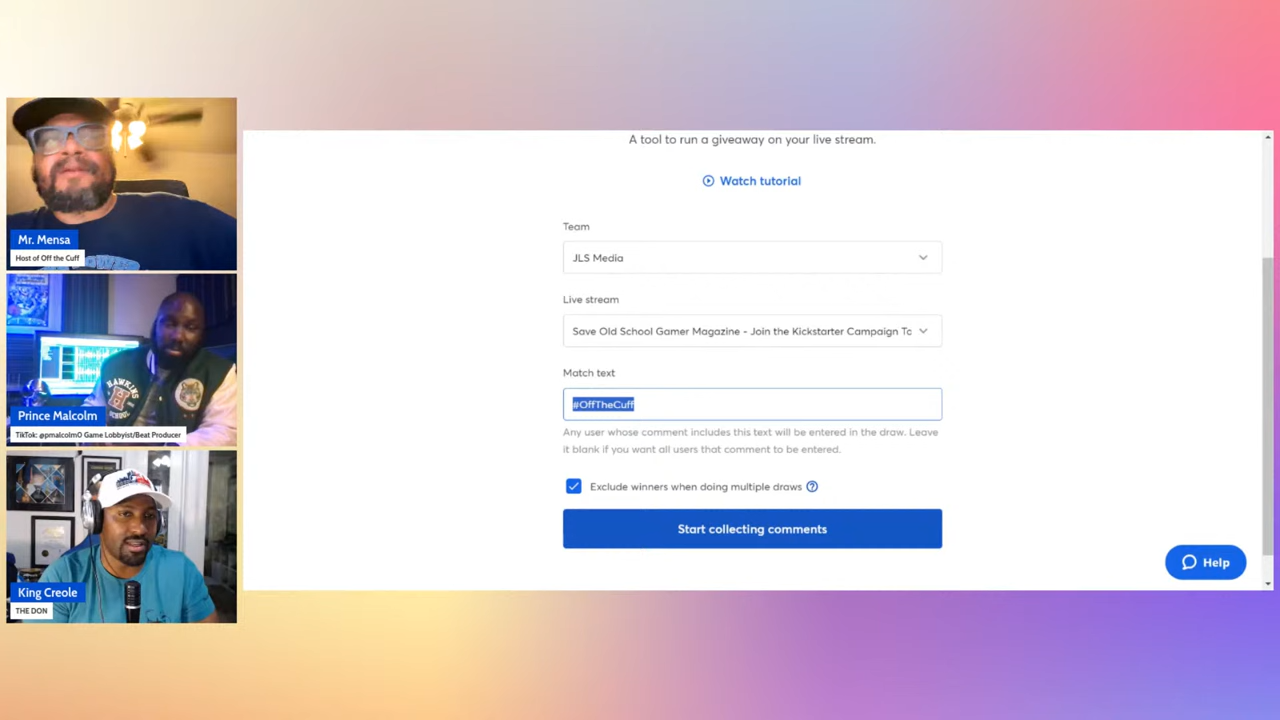 Mr. Mensa
Host of Off the Cuff
HAWKINS
SCHOOL
Prince Malcolm
TikTok: @pmalcolm0 Game Lobbyist/Beat Producer
King Creole
THE DON
A tool to run a giveaway on your live stream.
Watch tutorial
Team
JLS Media
Live stream
Save Old School Gamer Magazine - Join the Kickstarter Campaign To
Match text
#OffTheCuff
Any user whose comment includes this text will be entered in the draw. Leave
it blank if you want all users that comment to be entered.
Exclude winners when doing multiple draws
Start collecting comments
Help